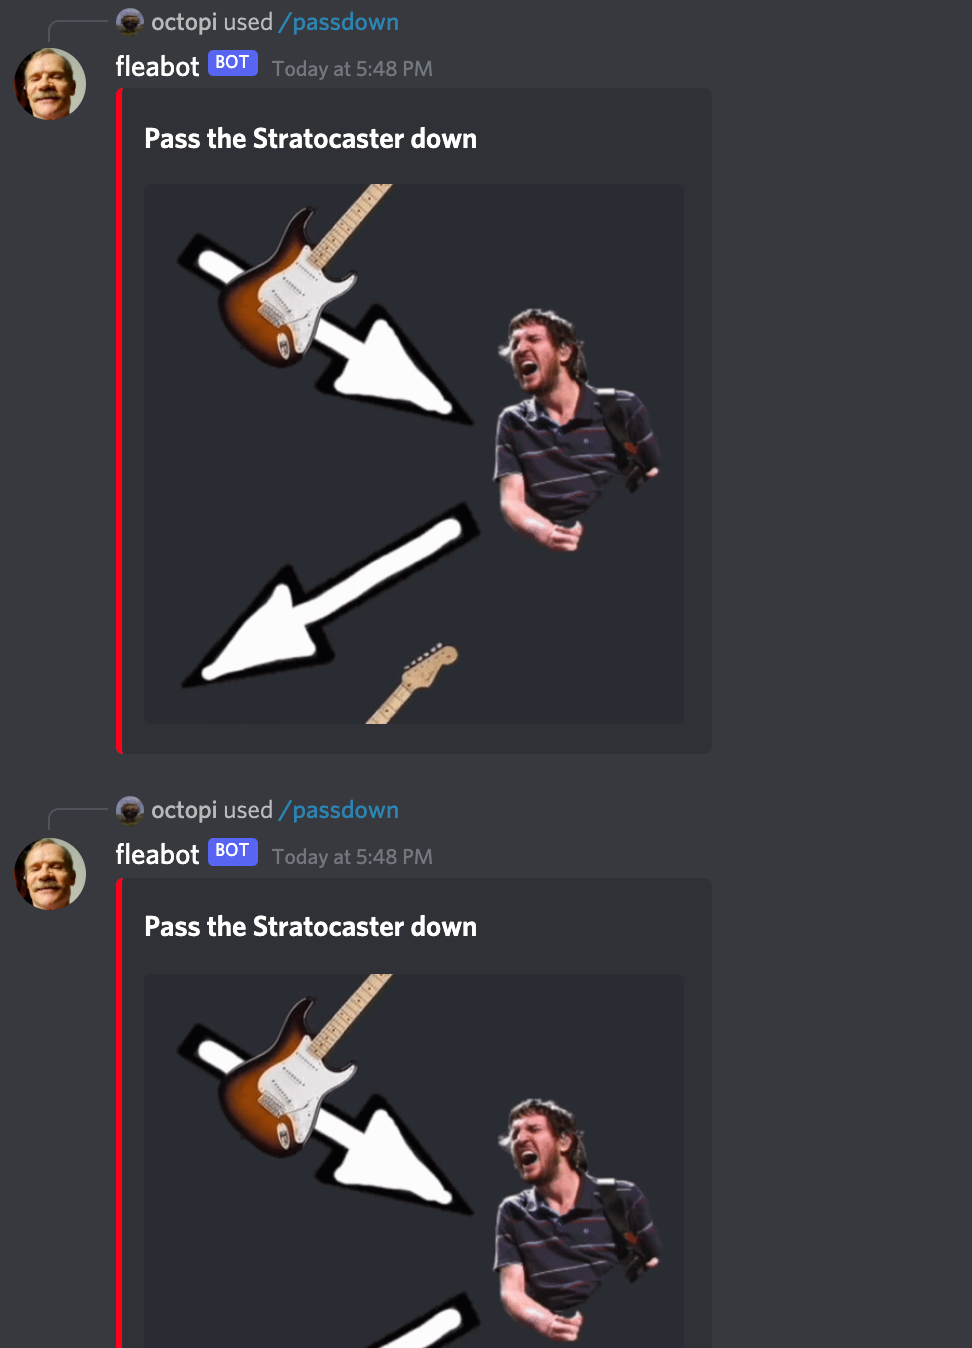 octopi used /passdown
fleabot BOT Today at 5:48 PM
Pass the Stratocaster down
octopi used /passdown
fleabot BOT Today at 5:48 PM
Pass the Stratocaster down